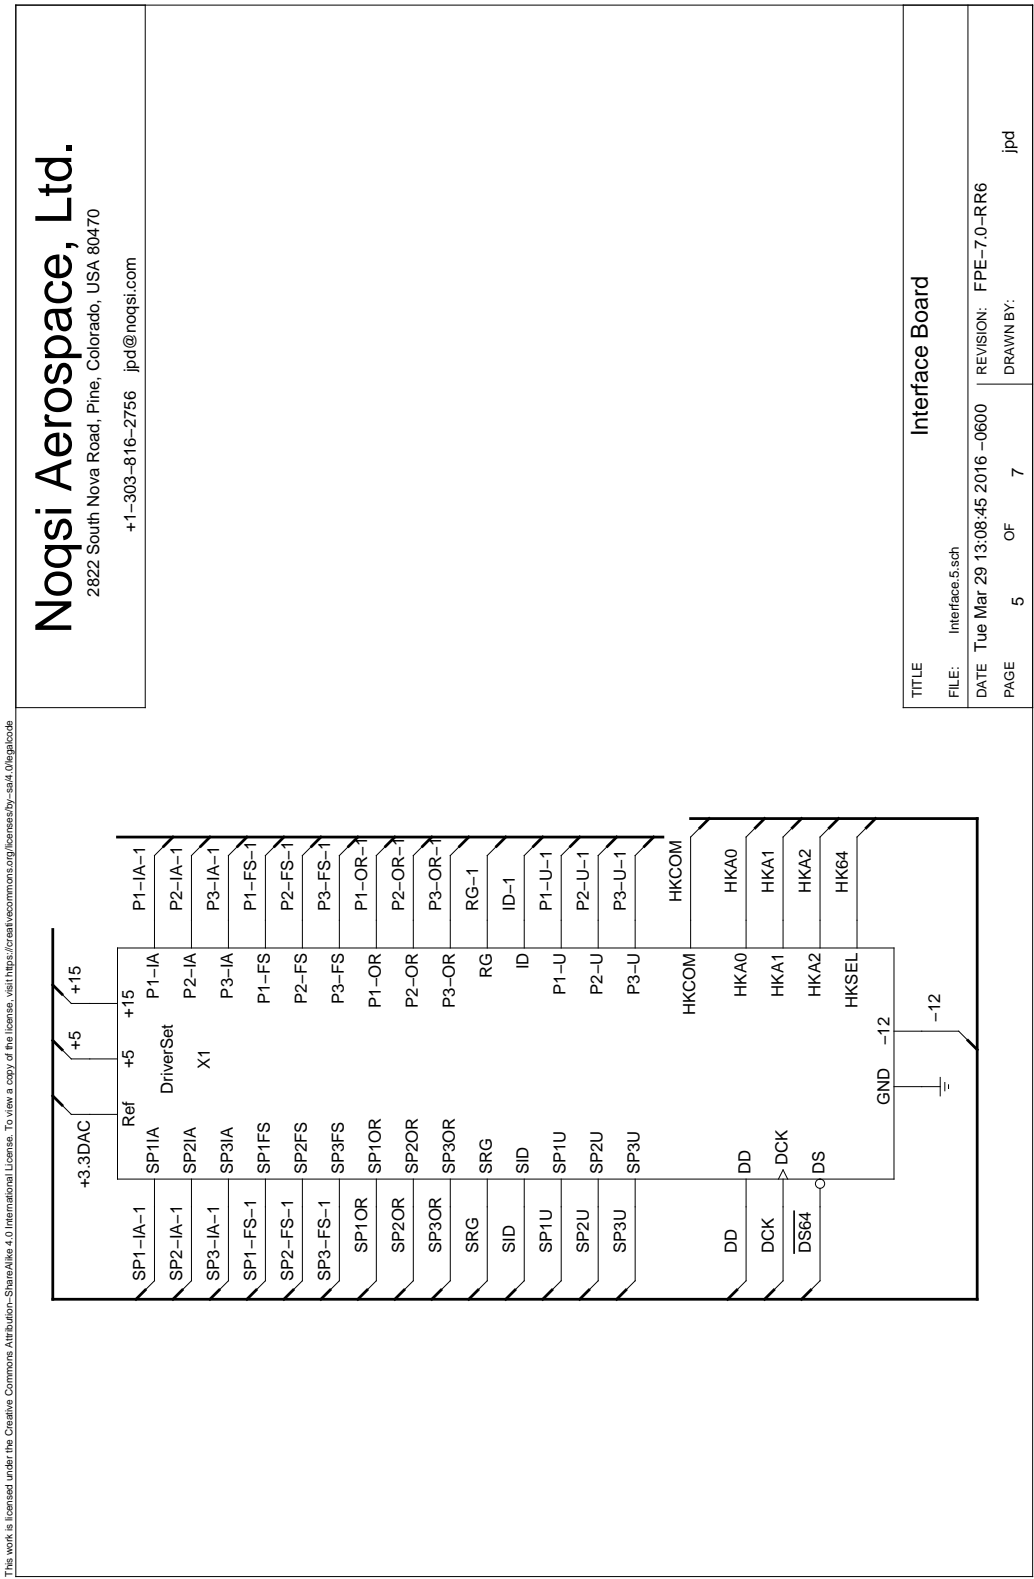 This work is licensed under the Creative Commons Attribution−ShareAlike 4.0 International License. To view a copy of the license, visit https://creativecommons.org/licenses/by−sa/4.0/legalcode
Noqsi Aerospace, Ltd.
2822 South Nova Road, Pine, Colorado, USA 80470
+1−303−816−2756 jpd@noqsi.com
+3.3DAC
+5
+15
Ref
+5
+15
DriverSet
X1
SP1−IA−1 SP1IA P1−IA P1−IA−1
SP2−IA−1 SP2IA P2−IA P2−IA−1
SP3−IA−1 SP3IA P3−IA P3−IA−1
SP1−FS−1 SP1FS P1−FS P1−FS−1
SP2−FS−1 SP2FS P2−FS P2−FS−1
SP3−FS−1 SP3FS P3−FS P3−FS−1
SP1OR SP1OR P1−OR P1−OR−1
SP2OR SP2OR P2−OR P2−OR−1
SP3OR SP3OR P3−OR P3−OR−1
SRG SRG RG RG−1
SID SID ID ID−1
SP1U SP1U P1−U P1−U−1
SP2U SP2U P2−U P2−U−1
SP3U SP3U P3−U P3−U−1
HKCOM HKCOM
DD DD HKA0 HKA0
DCK DCK HKA1 HKA1
DS64 DS HKA2 HKA2
HKSEL HK64
GND −12
−12
TITLE Interface Board
FILE: Interface.5.sch
DATE Tue Mar 29 13:08:45 2016 −0600 REVISION: FPE−7.0−RR6
PAGE 5 OF 7 DRAWN BY: jpd